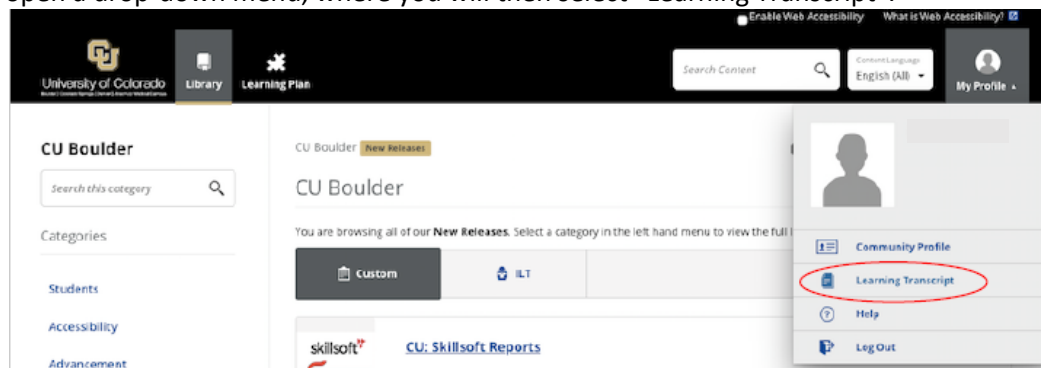 open a drop-down menu, where you will then select "Learning Transcript".
Enable Web Accessibility What is Web Accessibility?
University of Colorado
Library
Learning Plan
Search Content
Content Language
English (All)
My Profile
CU Boulder
Search this category
Categories
Students
Accessibility
Advancement
CU Boulder New Releases
CU Boulder
You are browsing all of our New Releases. Select a category in the left hand menu to view the full
Custom
ILT
skillsoft
CU: Skillsoft Reports
Community Profile
Learning Transcript
Help
Log Out